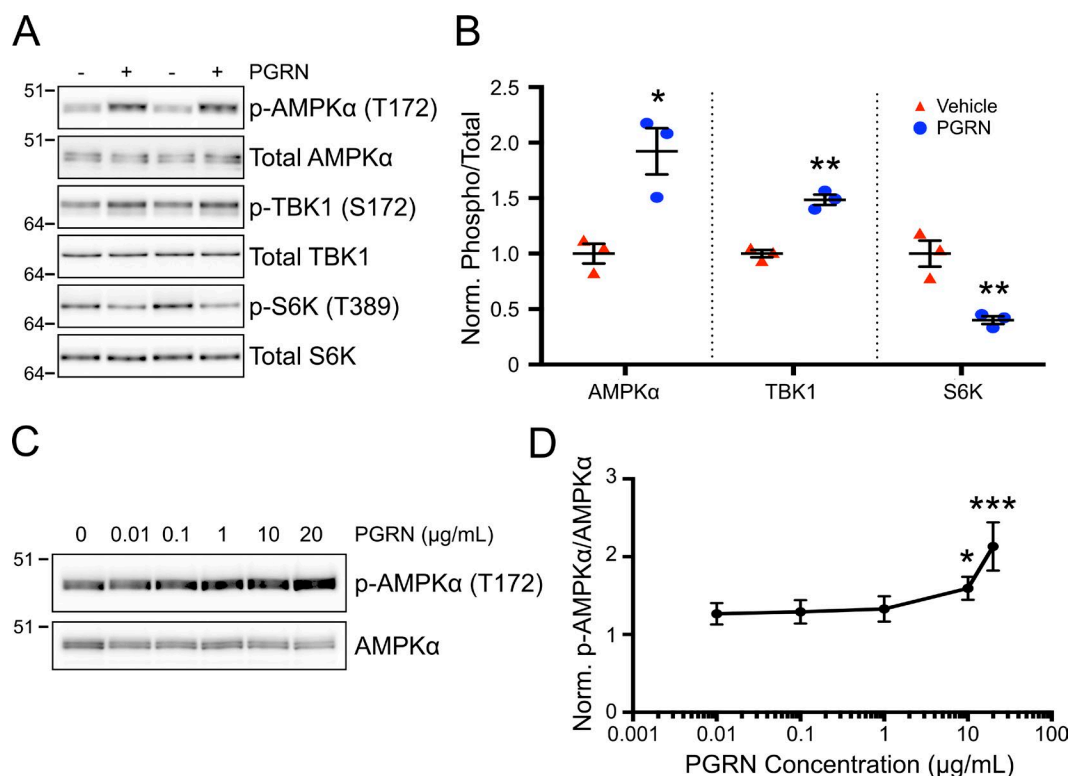 A
- + - + PGRN
51 p-AMPKα (T172)
51 Total AMPKα
64 p-TBK1 (S172)
64 Total TBK1
64 p-S6K (T389)
64 Total S6K
B
Norm. Phospho/Total
2.5
2.0
1.5
1.0
0.5
0
* ** **
Vehicle
PGRN
AMPKα TBK1 S6K
C
0 0.01 0.1 1 10 20 PGRN (μg/mL)
51 p-AMPKα (T172)
51 AMPKα
D
Norm. p-AMPKα/AMPKα
3
2
1
0
* ***
0.001 0.01 0.1 1 10 100
PGRN Concentration (μg/mL)